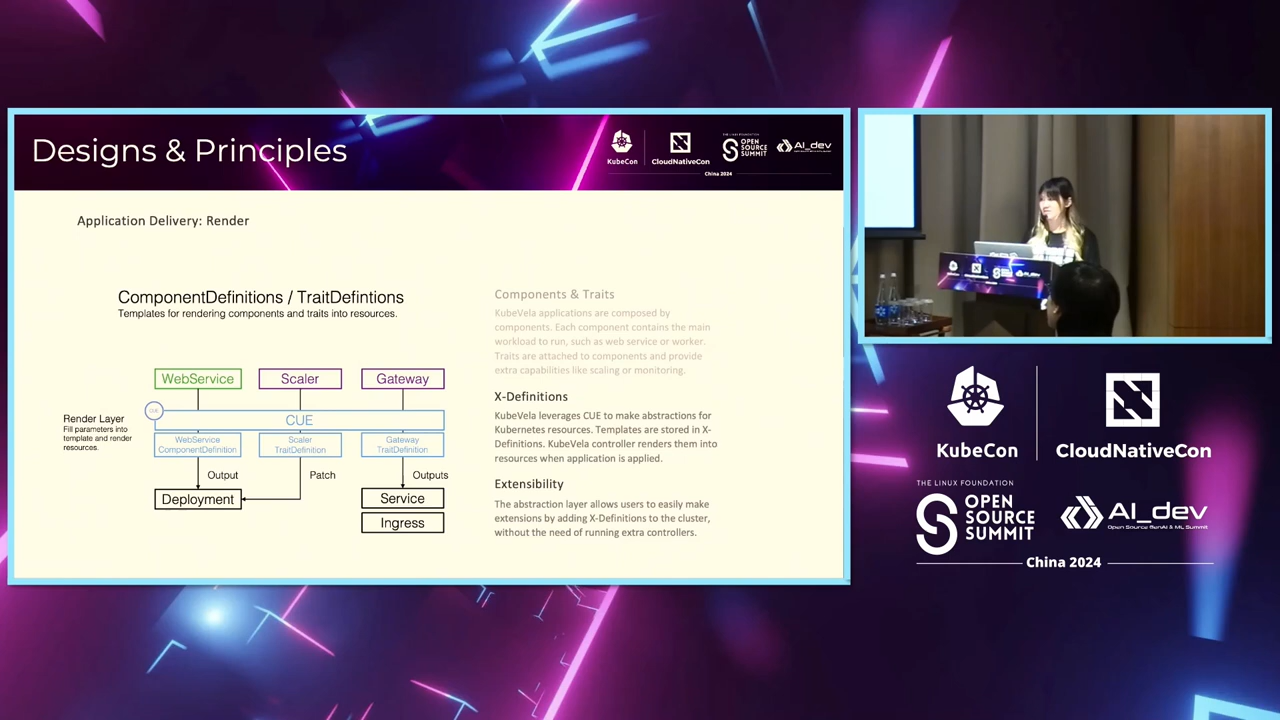 Designs & Principles
KubeCon
CloudNativeCon
THE LINUX FOUNDATION
OPEN
SOURCE
SUMMIT
AI_dev
China 2024
Application Delivery: Render
ComponentDefinitions / TraitDefintions
Templates for rendering components and traits into resources.
WebService
Scaler
Gateway
Render Layer
Fill parameters into
template and render
resources.
CUE
CUE
WebService
ComponentDefinition
Scaler
TraitDefinition
Gateway
TraitDefinition
Output
Patch
Outputs
Deployment
Service
Ingress
Components & Traits
KubeVela applications are composed by
components. Each component contains the main
workload to run, such as web service or worker.
Traits are attached to components and provide
extra capabilities like scaling or monitoring.
X-Definitions
KubeVela leverages CUE to make abstractions for
Kubernetes resources. Templates are stored in X-
Definitions. KubeVela controller renders them into
resources when application is applied.
Extensibility
The abstraction layer allows users to easily make
extensions by adding X-Definitions to the cluster,
without the need of running extra controllers.
KubeCon
CloudNativeCon
THE LINUX FOUNDATION
OPEN
SOURCE
SUMMIT
AI_dev
Open Source GenAI & ML Summit
China 2024